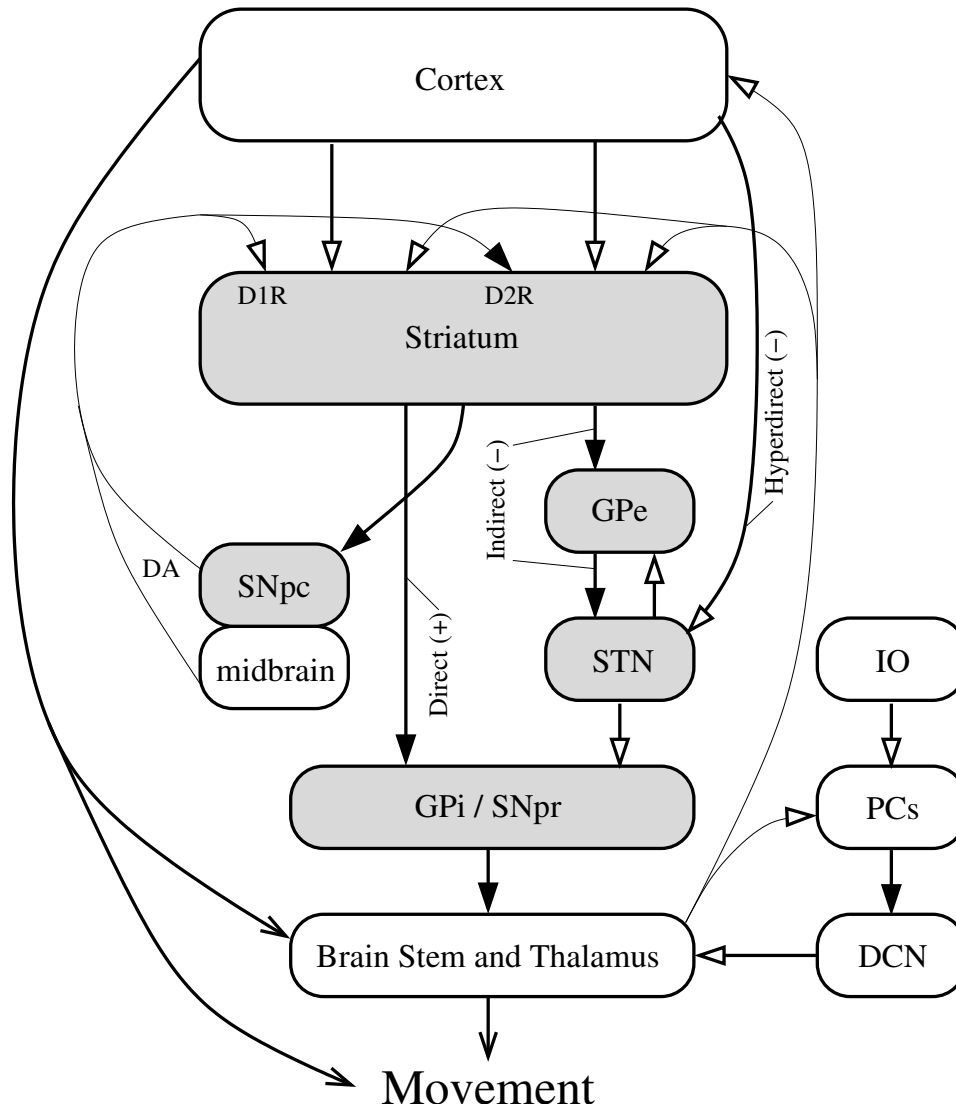 Cortex
D1R
D2R
Striatum
Hyperdirect (−)
Indirect (−)
GPe
DA
SNpc
Direct (+)
STN
IO
midbrain
GPi / SNpr
PCs
Brain Stem and Thalamus
DCN
Movement